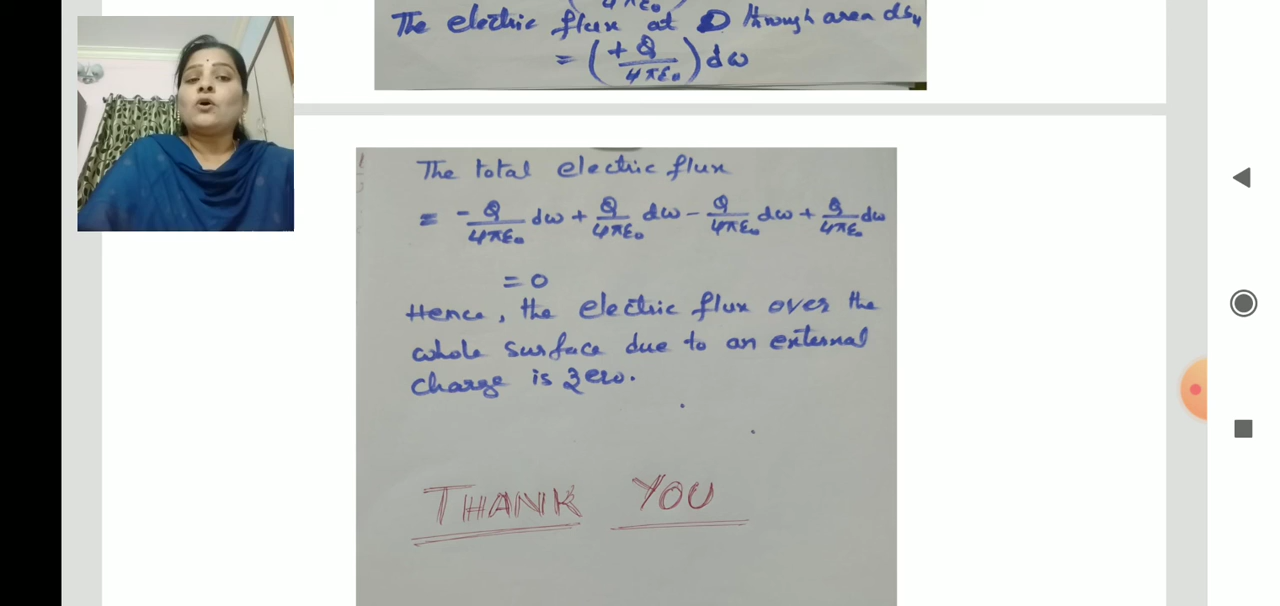 The electric flux at D through area ds₄
= (+Q/4πε₀) dω
The total electric flux
= -Q/4πε₀ dω + Q/4πε₀ dω - Q/4πε₀ dω + Q/4πε₀ dω
= 0
Hence, the electric flux over the
whole surface due to an external
charge is zero.
THANK YOU